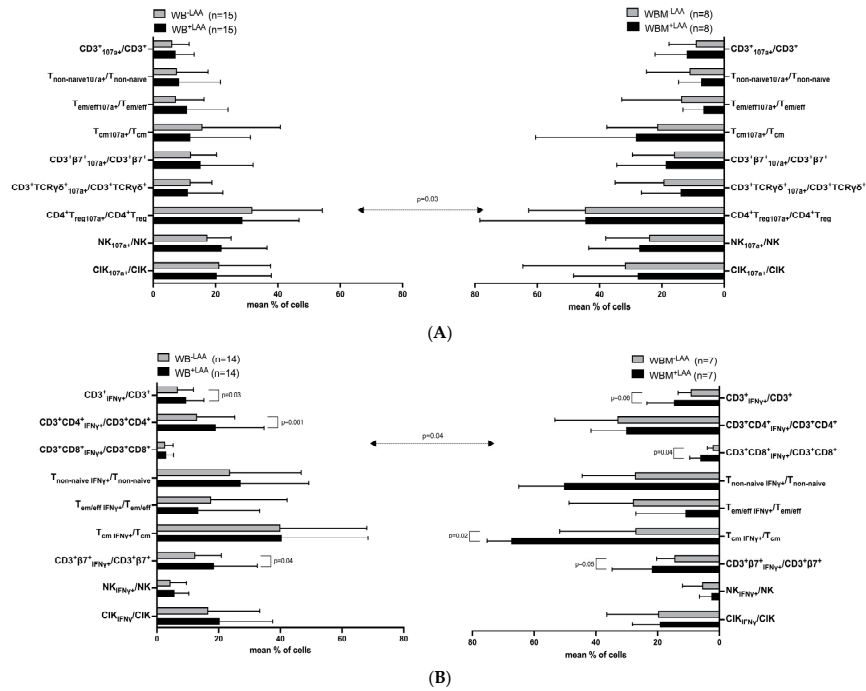 WB-LAA (n=15)
WB+LAA (n=15)
CD3+107a+/CD3+
Tnon-naive107a+/Tnon-naive
Tem/eff107a+/Tem/eff
Tcm107a+/Tcm
CD3+β7+107a+/CD3+β7+
CD3+TCRγδ+107a+/CD3+TCRγδ+
CD4+Treg107a+/CD4+Treg
NK107a+/NK
CIK107a+/CIK
0 20 40 60 80
mean % of cells
p=0.03
WBM-LAA (n=8)
WBM+LAA (n=8)
CD3+107a+/CD3+
Tnon-naive107a+/Tnon-naive
Tem/eff107a+/Tem/eff
Tcm107a+/Tcm
CD3+β7+107a+/CD3+β7+
CD3+TCRγδ+107a+/CD3+TCRγδ+
CD4+Treg107a+/CD4+Treg
NK107a+/NK
CIK107a+/CIK
80 60 40 20 0
mean % of cells
(A)
WB-LAA (n=14)
WB+LAA (n=14)
CD3+IFNγ+/CD3+
CD3+CD4+IFNγ+/CD3+CD4+
CD3+CD8+IFNγ+/CD3+CD8+
Tnon-naive IFNγ+/Tnon-naive
Tem/eff IFNγ+/Tem/eff
Tcm IFNγ+/Tcm
CD3+β7+IFNγ+/CD3+β7+
NKIFNγ+/NK
CIKIFNγ/CIK
p=0.03
p=0.001
p=0.04
0 20 40 60 80
mean % of cells
p=0.04
WBM-LAA (n=7)
WBM+LAA (n=7)
CD3+IFNγ+/CD3+
CD3+CD4+IFNγ+/CD3+CD4+
CD3+CD8+IFNγ+/CD3+CD8+
Tnon-naive IFNγ+/Tnon-naive
Tem/eff IFNγ+/Tem/eff
Tcm IFNγ+/Tcm
CD3+β7+IFNγ+/CD3+β7+
NKIFNγ+/NK
CIKIFNγ/CIK
p=0.04
p=0.02
80 60 40 20 0
mean % of cells
(B)